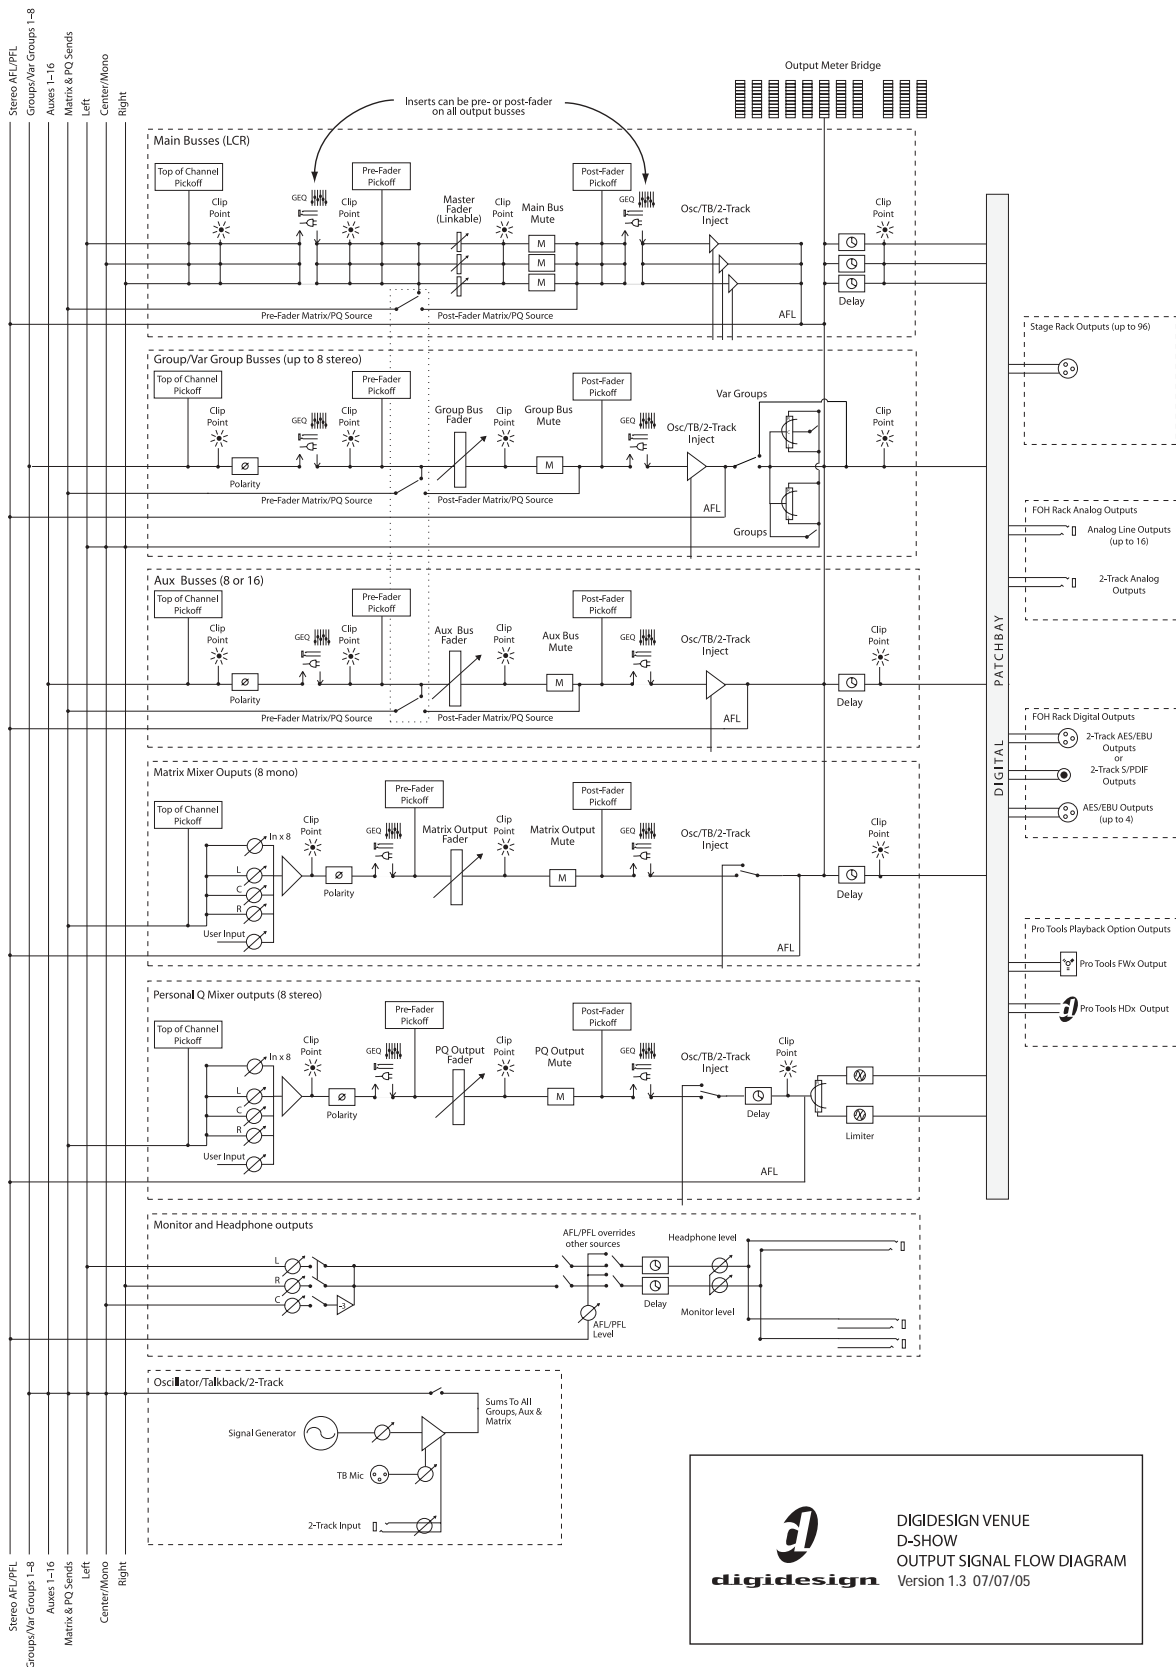 Stereo AFL/PFL
Groups/Var Groups 1–8
Auxes 1–16
Matrix & PQ Sends
Left
Center/Mono
Right
Output Meter Bridge
Inserts can be pre- or post-fader
on all output busses
Main Busses (LCR)
Top of Channel
Pickoff
Clip
Point
GEQ
Clip
Point
Pre-Fader
Pickoff
Master
Fader
(Linkable)
Clip
Point
Main Bus
Mute
M
M
M
Post-Fader
Pickoff
GEQ
Osc/TB/2-Track
Inject
Clip
Point
Delay
Pre-Fader Matrix/PQ Source
Post-Fader Matrix/PQ Source
AFL
Group/Var Group Busses (up to 8 stereo)
Top of Channel
Pickoff
Clip
Point
Ø
Polarity
GEQ
Clip
Point
Pre-Fader
Pickoff
Group Bus
Fader
Clip
Point
Group Bus
Mute
M
Post-Fader
Pickoff
GEQ
Osc/TB/2-Track
Inject
Var Groups
Clip
Point
Pre-Fader Matrix/PQ Source
Post-Fader Matrix/PQ Source
AFL
Groups
Aux Busses (8 or 16)
Top of Channel
Pickoff
Clip
Point
Ø
Polarity
GEQ
Clip
Point
Pre-Fader
Pickoff
Aux Bus
Fader
Clip
Point
Aux Bus
Mute
M
Post-Fader
Pickoff
GEQ
Osc/TB/2-Track
Inject
Clip
Point
Delay
Pre-Fader Matrix/PQ Source
Post-Fader Matrix/PQ Source
AFL
Matrix Mixer Ouputs (8 mono)
Top of Channel
Pickoff
In x 8
L
C
R
User Input
Clip
Point
Ø
Polarity
GEQ
Pre-Fader
Pickoff
Matrix Output
Fader
Clip
Point
Matrix Output
Mute
M
Post-Fader
Pickoff
GEQ
Osc/TB/2-Track
Inject
Clip
Point
Delay
AFL
Personal Q Mixer outputs (8 stereo)
Top of Channel
Pickoff
In x 8
L
C
R
User Input
Clip
Point
Ø
Polarity
GEQ
Pre-Fader
Pickoff
PQ Output
Fader
Clip
Point
PQ Output
Mute
M
Post-Fader
Pickoff
GEQ
Osc/TB/2-Track
Inject
Clip
Point
Delay
Limiter
AFL
Monitor and Headphone outputs
L
R
C
-3
AFL/PFL overrides
other sources
AFL/PFL
Level
Delay
Headphone level
Monitor level
Oscillator/Talkback/2-Track
Signal Generator
TB Mic
2-Track Input
Sums To All
Groups, Aux &
Matrix
DIGITAL PATCHBAY
Stage Rack Outputs (up to 96)
FOH Rack Analog Outputs
Analog Line Outputs
(up to 16)
2-Track Analog
Outputs
FOH Rack Digital Outputs
2-Track AES/EBU
Outputs
or
2-Track S/PDIF
Outputs
AES/EBU Outputs
(up to 4)
Pro Tools Playback Option Outputs
Pro Tools FWx Output
Pro Tools HDx Output
Stereo AFL/PFL
Groups/Var Groups 1–8
Auxes 1–16
Matrix & PQ Sends
Left
Center/Mono
Right
digidesign
DIGIDESIGN VENUE
D-SHOW
OUTPUT SIGNAL FLOW DIAGRAM
Version 1.3 07/07/05